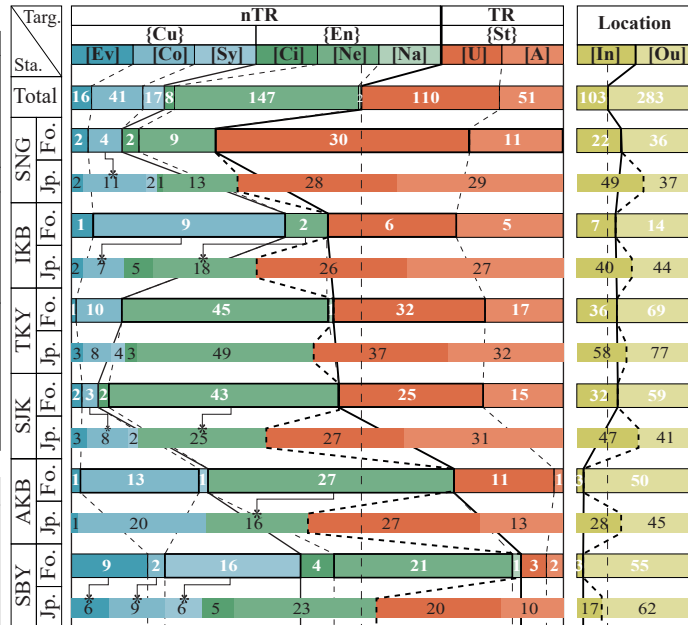 Targ. nTR TR Location
{Cu} {En} {St}
[Ev] [Co] [Sy] [Ci] [Ne] [Na] [U] [A] [In] [Ou]
Sta.
Total 16 41 17 8 147 2 110 51 103 283
SNG
Fo. 2 4 2 9 30 11 22 36
Jp. 2 11 2 1 13 28 29 49 37
IKB
Fo. 1 9 2 6 5 7 14
Jp. 2 7 5 18 26 27 40 44
TKY
Fo. 1 10 45 1 32 17 36 69
Jp. 3 8 4 3 49 37 32 58 77
SJK
Fo. 2 3 2 43 25 15 32 59
Jp. 3 8 2 25 27 31 47 41
AKB
Fo. 1 13 1 27 11 1 3 50
Jp. 1 20 16 27 13 28 45
SBY
Fo. 9 2 16 4 21 1 3 2 3 55
Jp. 6 9 6 5 23 20 10 17 62